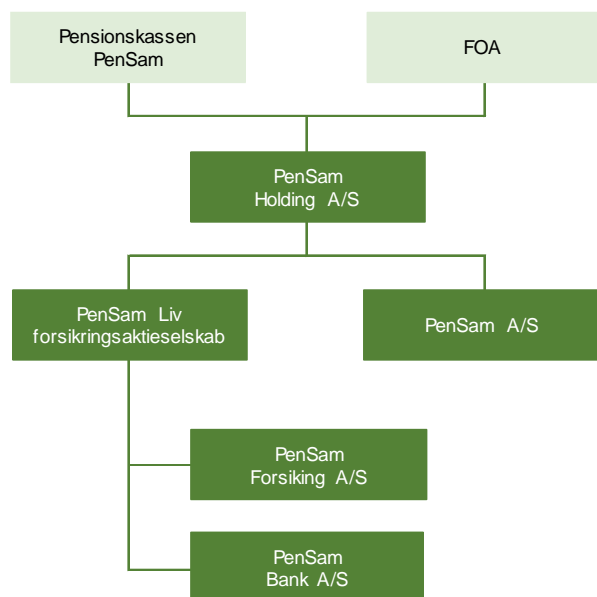 Pensionskassen
PenSam
FOA
PenSam
Holding A/S
PenSam Liv
forsikringsaktieselskab
PenSam A/S
PenSam
Forsiking A/S
PenSam
Bank A/S